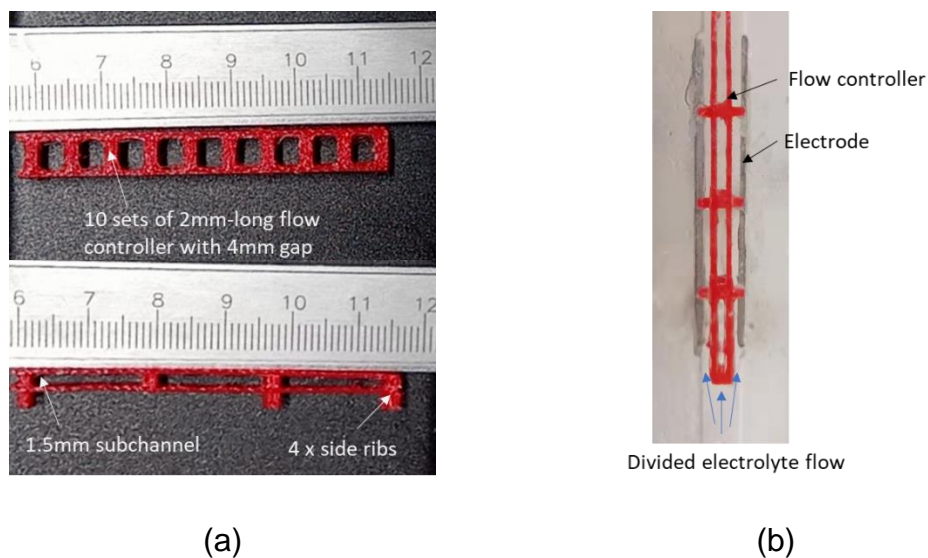 6 7 8 9 10 11 12
10 sets of 2mm-long flow
controller with 4mm gap
6 7 8 9 10 11 12
1.5mm subchannel
4 x side ribs
Flow controller
Electrode
Divided electrolyte flow
(a)
(b)